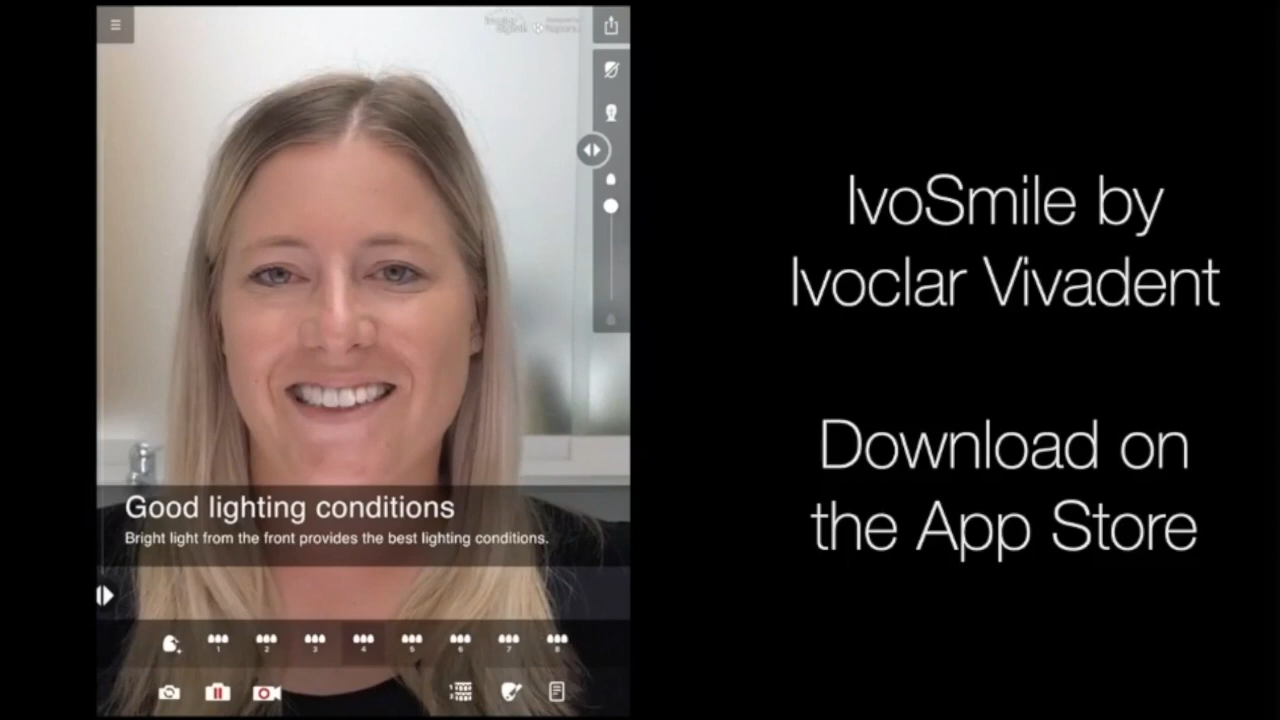 IvoSmile by
Ivoclar Vivadent
Download on
the App Store
Good lighting conditions
Bright light from the front provides the best lighting conditions.
1 2 3 4 5 6 7 8